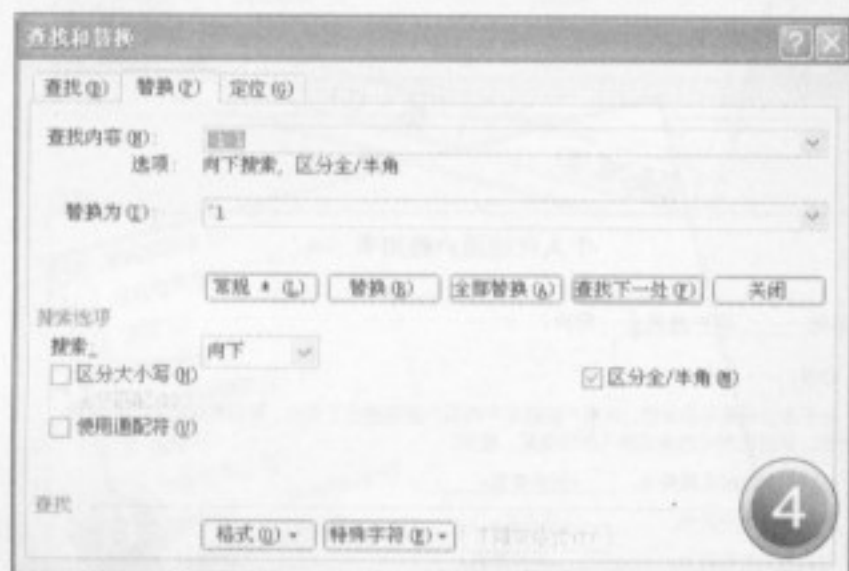 查找和替换
查找(D) 替换(P) 定位(G)
查找内容(N):
选项: 向下搜索, 区分全/半角
替换为(I): ^l
常规 * (L) 替换(R) 全部替换(A) 查找下一处(F) 关闭
搜索选项
搜索_ 向下
区分大小写(H) 区分全/半角(M)
使用通配符(U)
查找
格式(O) 特殊字符(E)
4